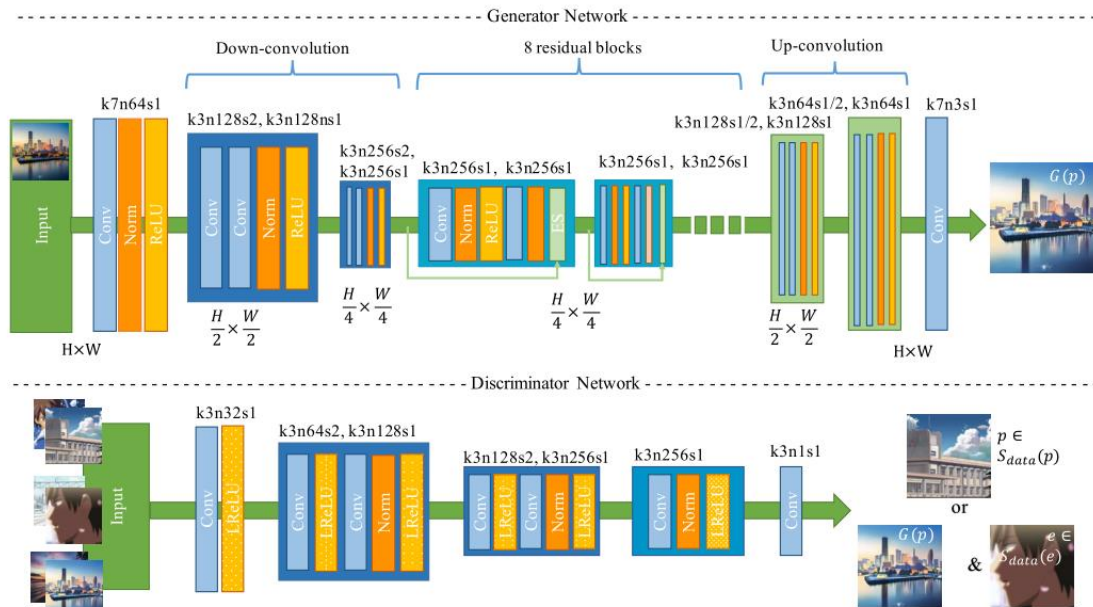 Generator Network
Down-convolution
8 residual blocks
Up-convolution
k7n64s1
k3n128s2, k3n128ns1
k3n256s2,
k3n256s1
k3n256s1, k3n256s1
k3n256s1, k3n256s1
k3n128s1/2, k3n128s1
k3n64s1/2, k3n64s1
k7n3s1
Input
Conv
Norm
ReLU
Conv
Conv
Norm
ReLU
Conv
Norm
ReLU
ES
Conv
G(p)
H×W
H/2 × W/2
H/4 × W/4
H/4 × W/4
H/2 × W/2
H×W
Discriminator Network
k3n32s1
k3n64s2, k3n128s1
k3n128s2, k3n256s1
k3n256s1
k3n1s1
Input
Conv
LReLU
Conv
LReLU
Conv
Norm
LReLU
Conv
LReLU
Conv
Norm
LReLU
Conv
Norm
LReLU
Conv
p ∈
S_data(p)
or
G(p)
&
e ∈
S_data(e)